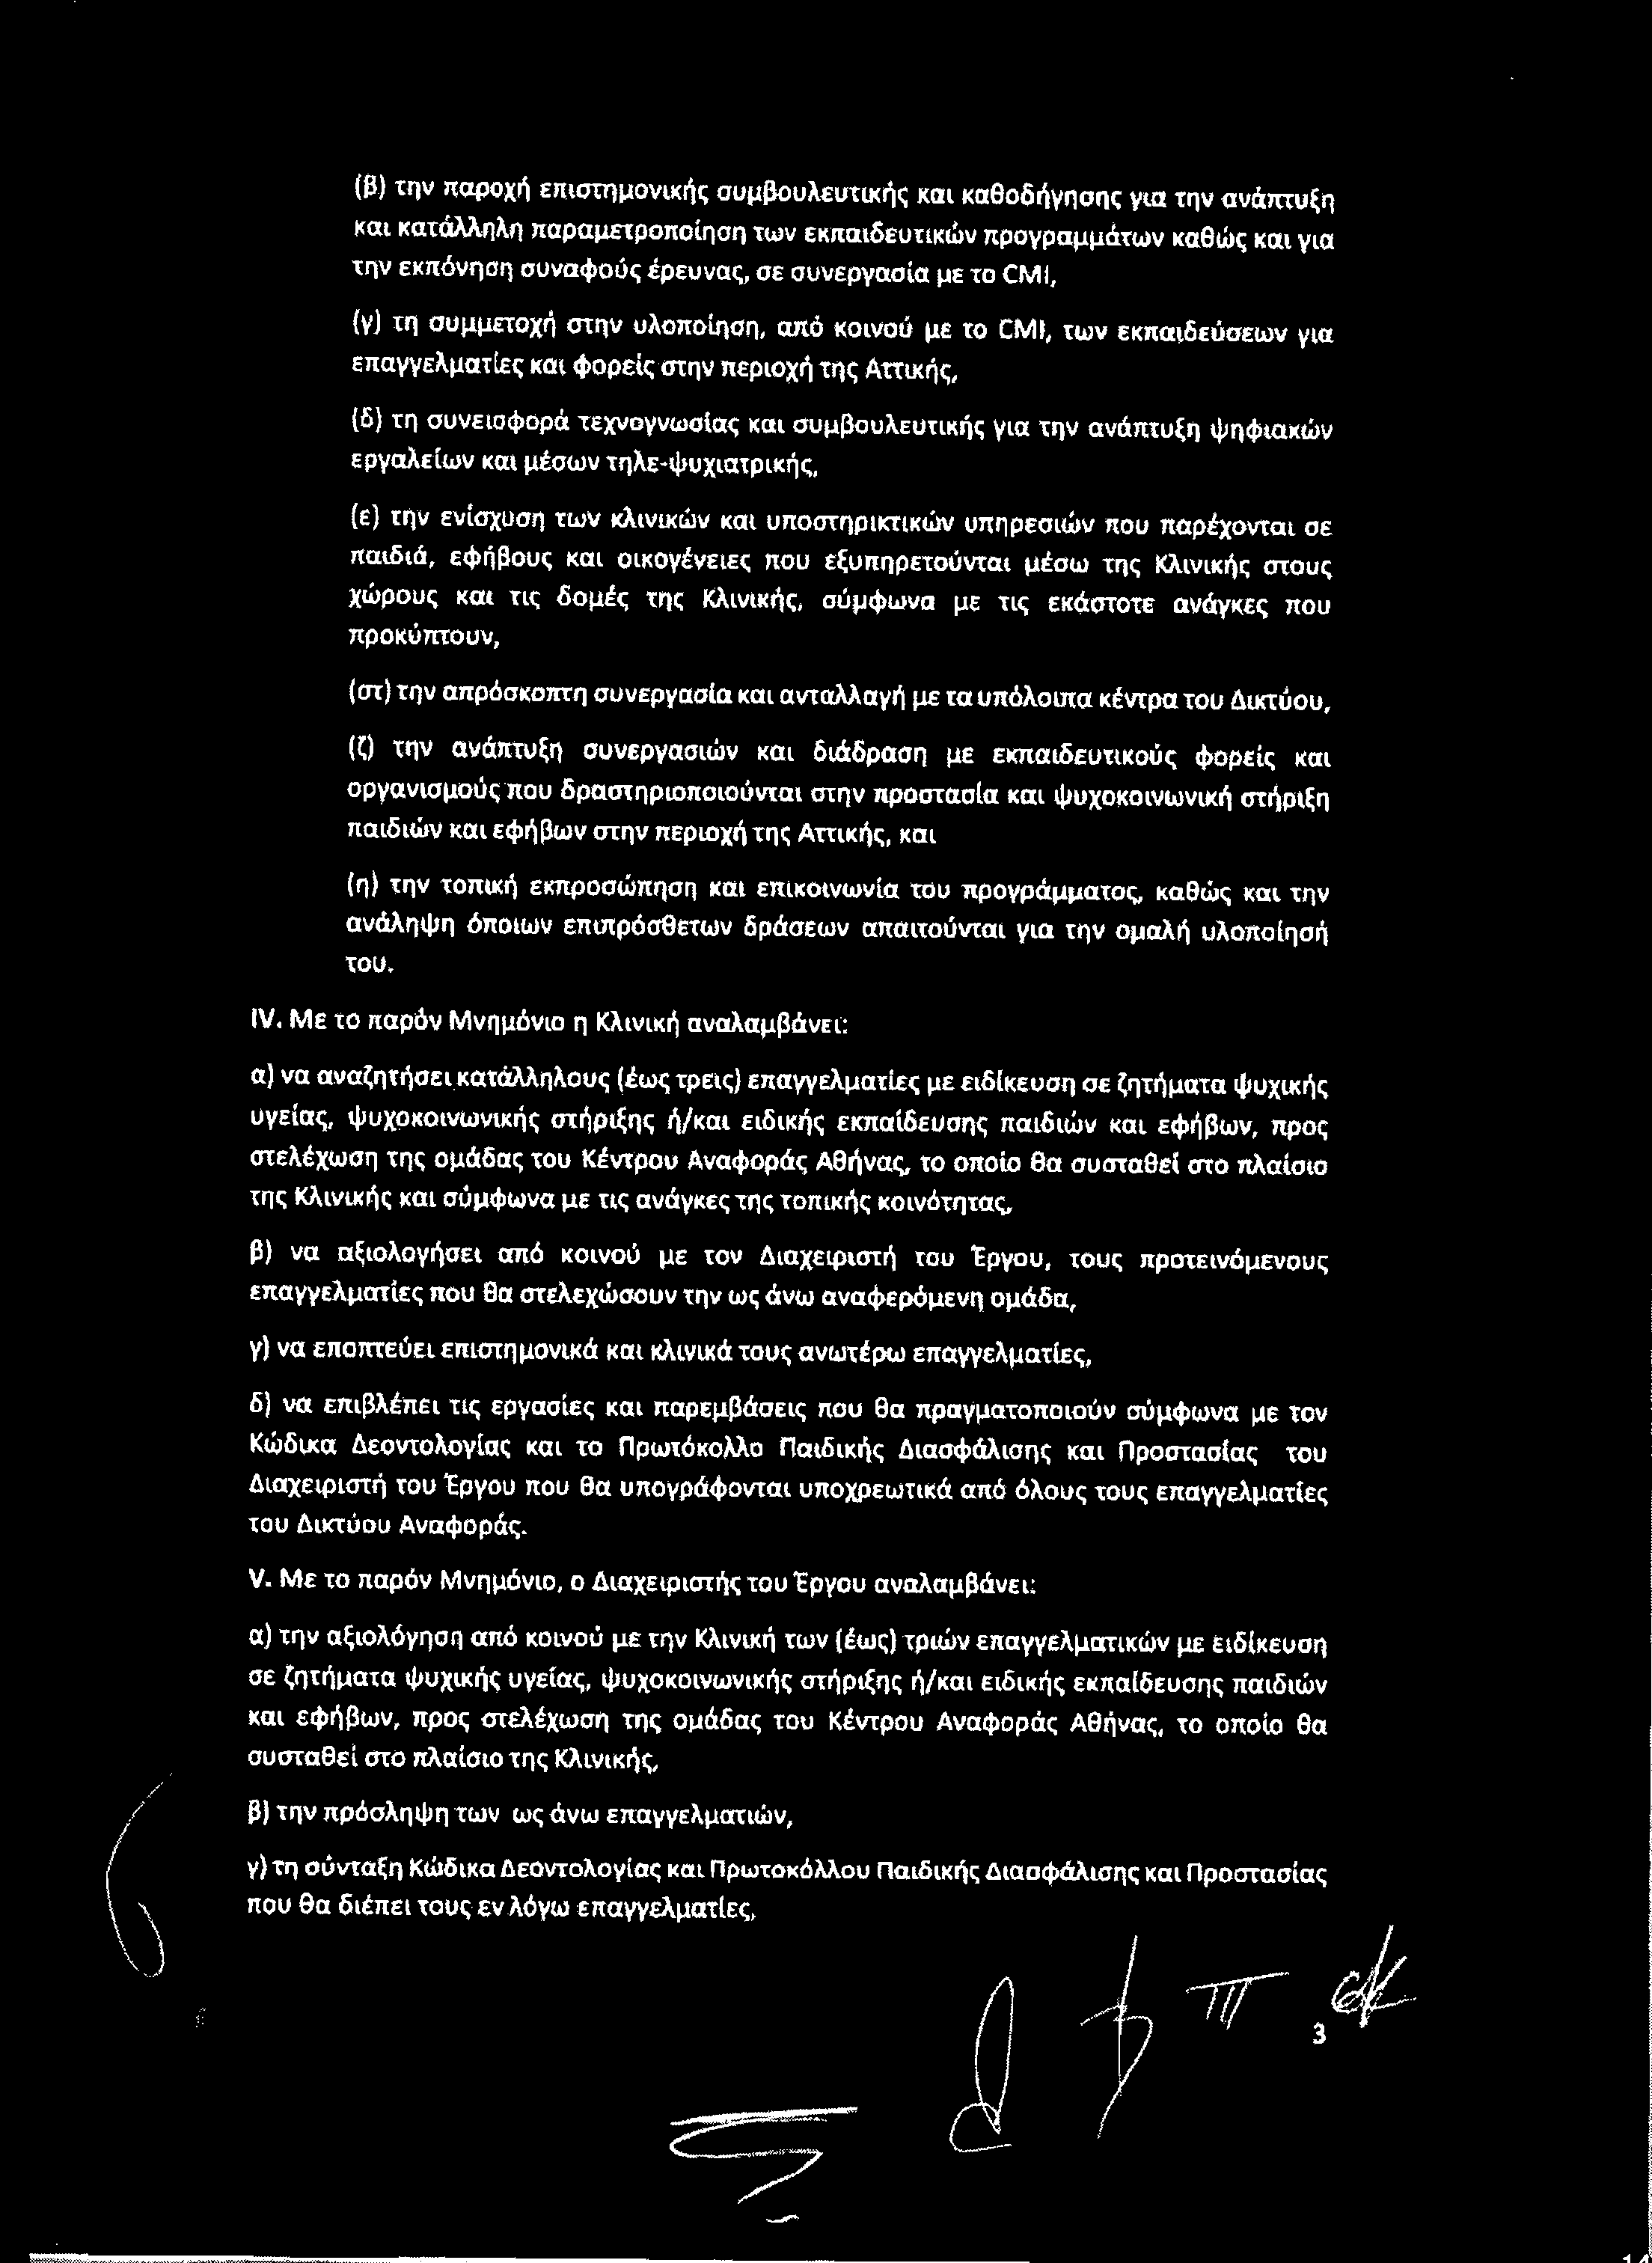 (β) την παροχή επιστημονικής συμβουλευτικής και καθοδήγησης για την ανάπτυξη
και κατάλληλη παραμετροποίηση των εκπαιδευτικών προγραμμάτων καθώς και για
την εκπόνηση συναφούς έρευνας, σε συνεργασία με το CMI,
(γ) τη συμμετοχή στην υλοποίηση, από κοινού με το CMI, των εκπαιδεύσεων για
επαγγελματίες και φορείς στην περιοχή της Αττικής,
(δ) τη συνεισφορά τεχνογνωσίας και συμβουλευτικής για την ανάπτυξη ψηφιακών
εργαλείων και μέσων τηλε-ψυχιατρικής,
(ε) την ενίσχυση των κλινικών και υποστηρικτικών υπηρεσιών που παρέχονται σε
παιδιά, εφήβους και οικογένειες που εξυπηρετούνται μέσω της Κλινικής στους
χώρους και τις δομές της Κλινικής, σύμφωνα με τις εκάστοτε ανάγκες που
προκύπτουν,
(στ) την απρόσκοπτη συνεργασία και ανταλλαγή με τα υπόλοιπα κέντρα του Δικτύου,
(ζ) την ανάπτυξη συνεργασιών και διάδραση με εκπαιδευτικούς φορείς και
οργανισμούς που δραστηριοποιούνται στην προστασία και ψυχοκοινωνική στήριξη
παιδιών και εφήβων στην περιοχή της Αττικής, και
(η) την τοπική εκπροσώπηση και επικοινωνία του προγράμματος, καθώς και την
ανάληψη όποιων επιπρόσθετων δράσεων απαιτούνται για την ομαλή υλοποίησή
του.
IV. Με το παρόν Μνημόνιο η Κλινική αναλαμβάνει:
α) να αναζητήσει κατάλληλους (έως τρεις) επαγγελματίες με ειδίκευση σε ζητήματα ψυχικής
υγείας, ψυχοκοινωνικής στήριξης ή/και ειδικής εκπαίδευσης παιδιών και εφήβων, προς
στελέχωση της ομάδας του Κέντρου Αναφοράς Αθήνας, το οποίο θα συσταθεί στο πλαίσιο
της Κλινικής και σύμφωνα με τις ανάγκες της τοπικής κοινότητας,
β) να αξιολογήσει από κοινού με τον Διαχειριστή του Έργου, τους προτεινόμενους
επαγγελματίες που θα στελεχώσουν την ως άνω αναφερόμενη ομάδα,
γ) να εποπτεύει επιστημονικά και κλινικά τους ανωτέρω επαγγελματίες,
δ) να επιβλέπει τις εργασίες και παρεμβάσεις που θα πραγματοποιούν σύμφωνα με τον
Κώδικα Δεοντολογίας και το Πρωτόκολλο Παιδικής Διασφάλισης και Προστασίας του
Διαχειριστή του Έργου που θα υπογράφονται υποχρεωτικά από όλους τους επαγγελματίες
του Δικτύου Αναφοράς.
V. Με το παρόν Μνημόνιο, ο Διαχειριστής του Έργου αναλαμβάνει:
α) την αξιολόγηση από κοινού με την Κλινική των (έως) τριών επαγγελματικών με ειδίκευση
σε ζητήματα ψυχικής υγείας, ψυχοκοινωνικής στήριξης ή/και ειδικής εκπαίδευσης παιδιών
και εφήβων, προς στελέχωση της ομάδας του Κέντρου Αναφοράς Αθήνας, το οποίο θα
συσταθεί στο πλαίσιο της Κλινικής,
β) την πρόσληψη των ως άνω επαγγελματιών,
γ) τη σύνταξη Κώδικα Δεοντολογίας και Πρωτοκόλλου Παιδικής Διασφάλισης και Προστασίας
που θα διέπει τους εν λόγω επαγγελματίες,
3